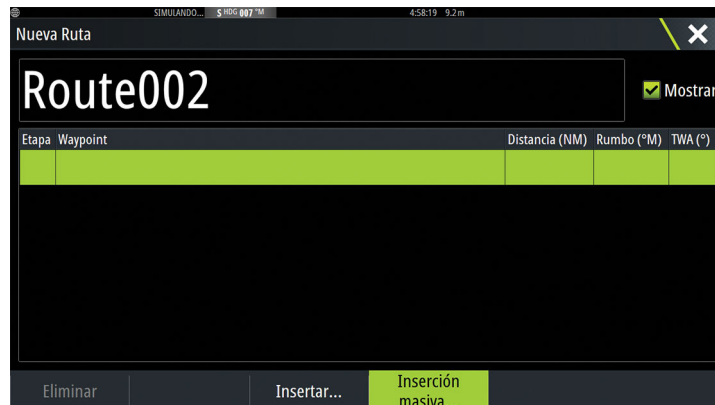 SIMULANDO... S HDG 007 °M 4:58:19 9.2 m
Nueva Ruta
Route002
Mostrar
Etapa Waypoint Distancia (NM) Rumbo (°M) TWA (°)
Eliminar Insertar... Inserción
masiva